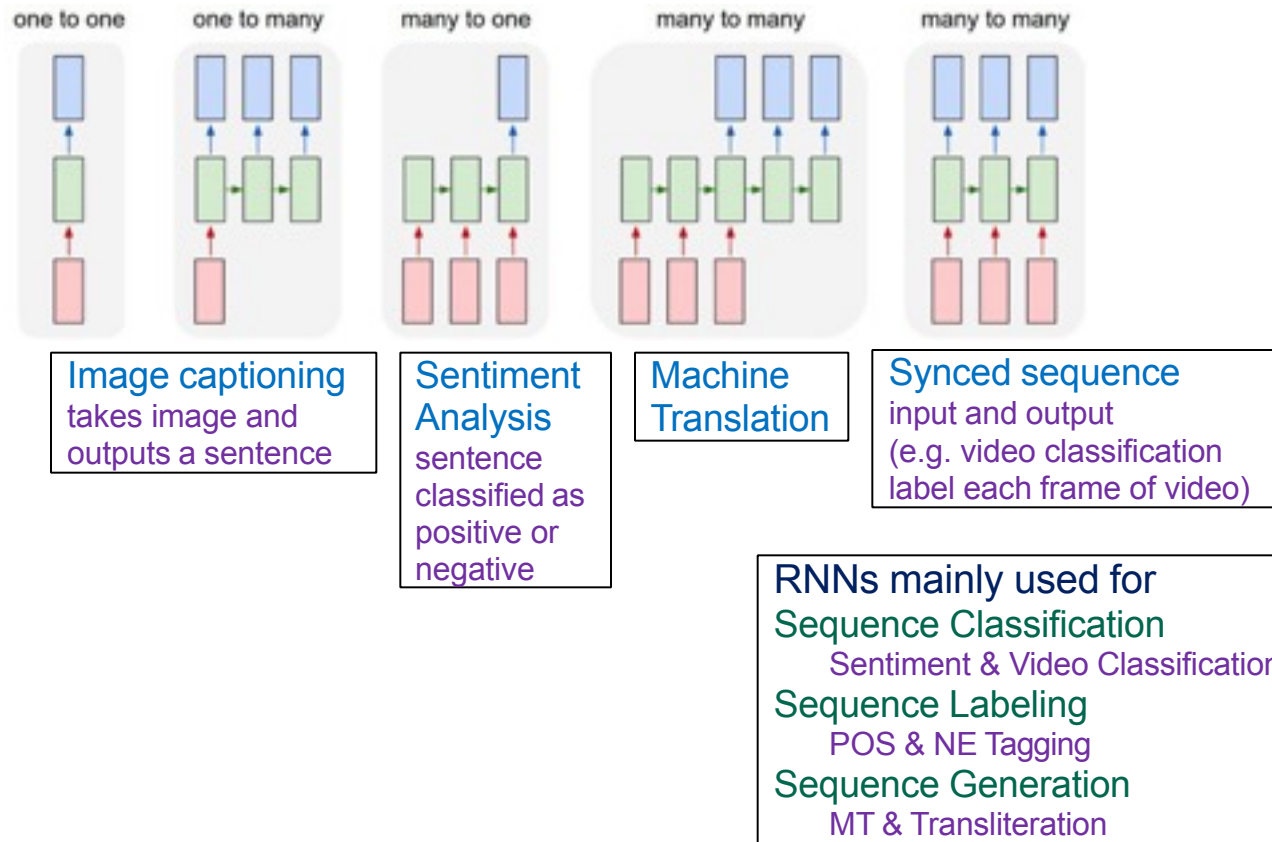 one to one
one to many
many to one
many to many
many to many
Image captioning
takes image and
outputs a sentence
Sentiment
Analysis
sentence
classified as
positive or
negative
Machine
Translation
Synced sequence
input and output
(e.g. video classification
label each frame of video)
RNNs mainly used for
Sequence Classification
Sentiment & Video Classification
Sequence Labeling
POS & NE Tagging
Sequence Generation
MT & Transliteration